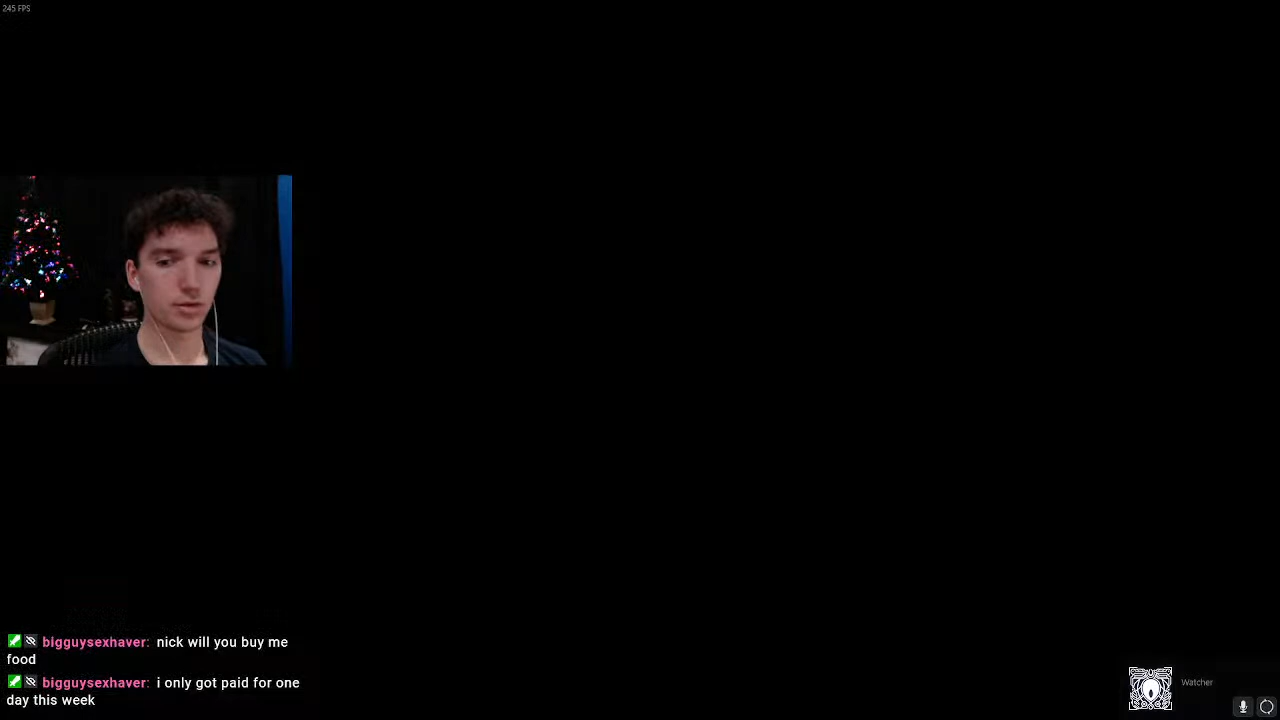 245 FPS
bigguysexhaver: nick will you buy me
food
bigguysexhaver: i only got paid for one
day this week
Watcher